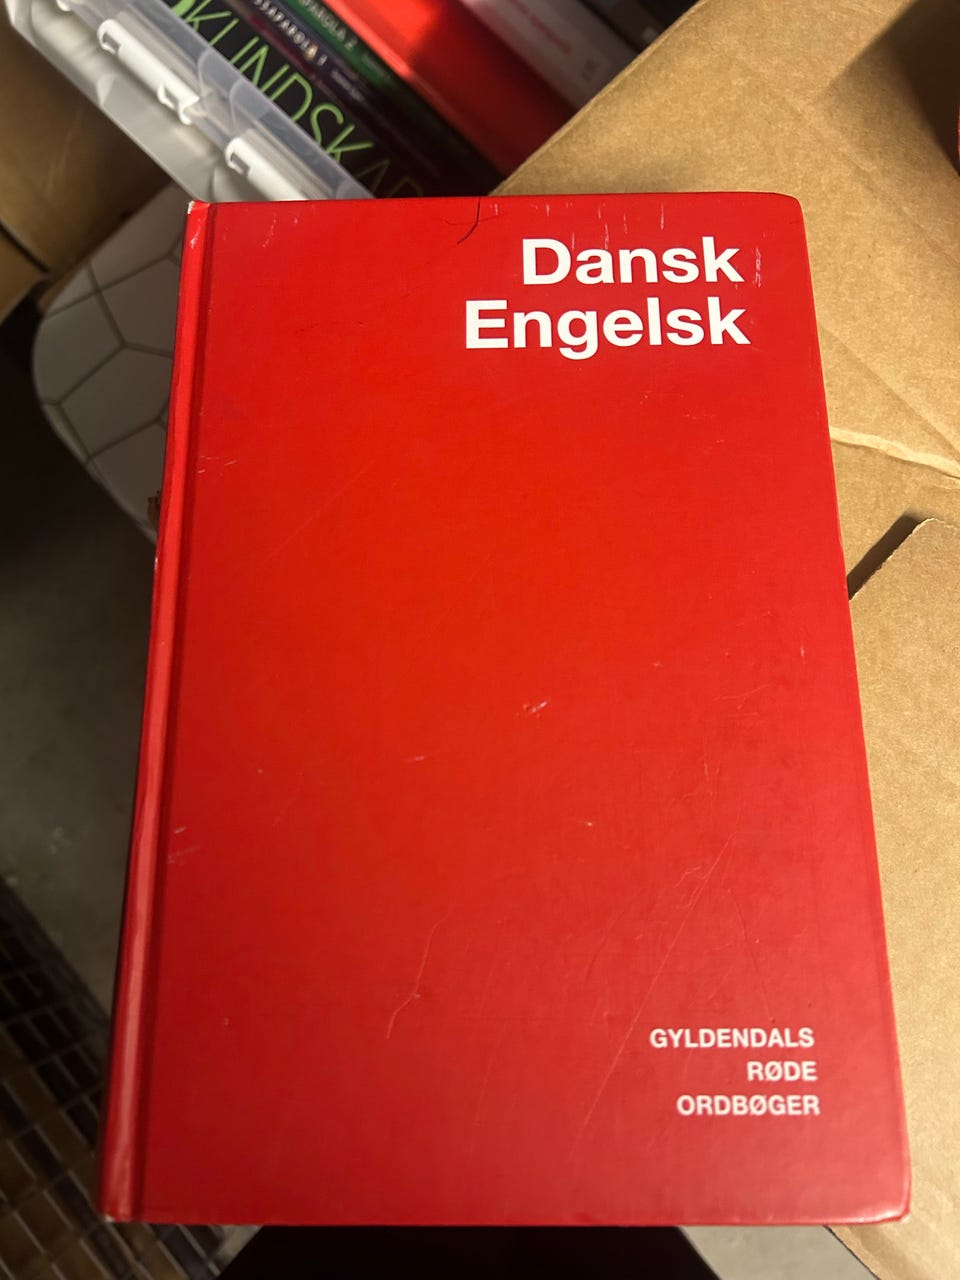 Dansk
Engelsk
GYLDENDALS
RØDE
ORDBØGER